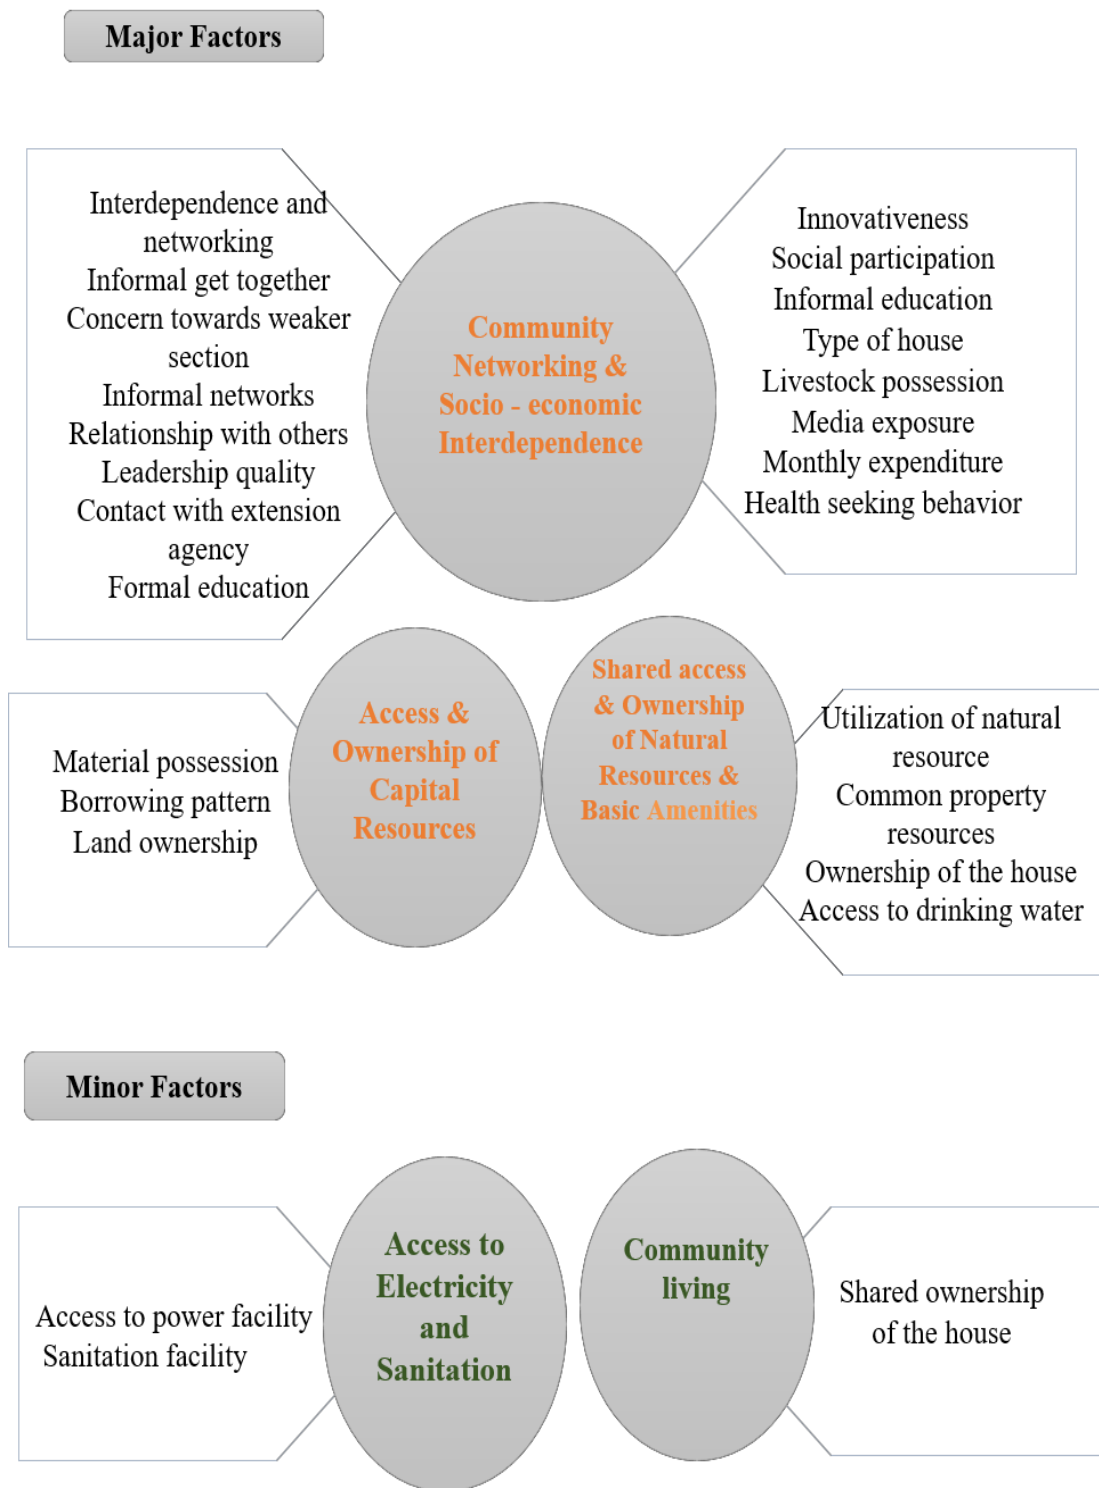 Major Factors
Interdependence and
networking
Informal get together
Concern towards weaker
section
Informal networks
Relationship with others
Leadership quality
Contact with extension
agency
Formal education
Community
Networking &
Socio - economic
Interdependence
Innovativeness
Social participation
Informal education
Type of house
Livestock possession
Media exposure
Monthly expenditure
Health seeking behavior
Material possession
Borrowing pattern
Land ownership
Access &
Ownership of
Capital
Resources
Shared access
& Ownership
of Natural
Resources &
Basic Amenities
Utilization of natural
resource
Common property
resources
Ownership of the house
Access to drinking water
Minor Factors
Access to power facility
Sanitation facility
Access to
Electricity
and
Sanitation
Community
living
Shared ownership
of the house